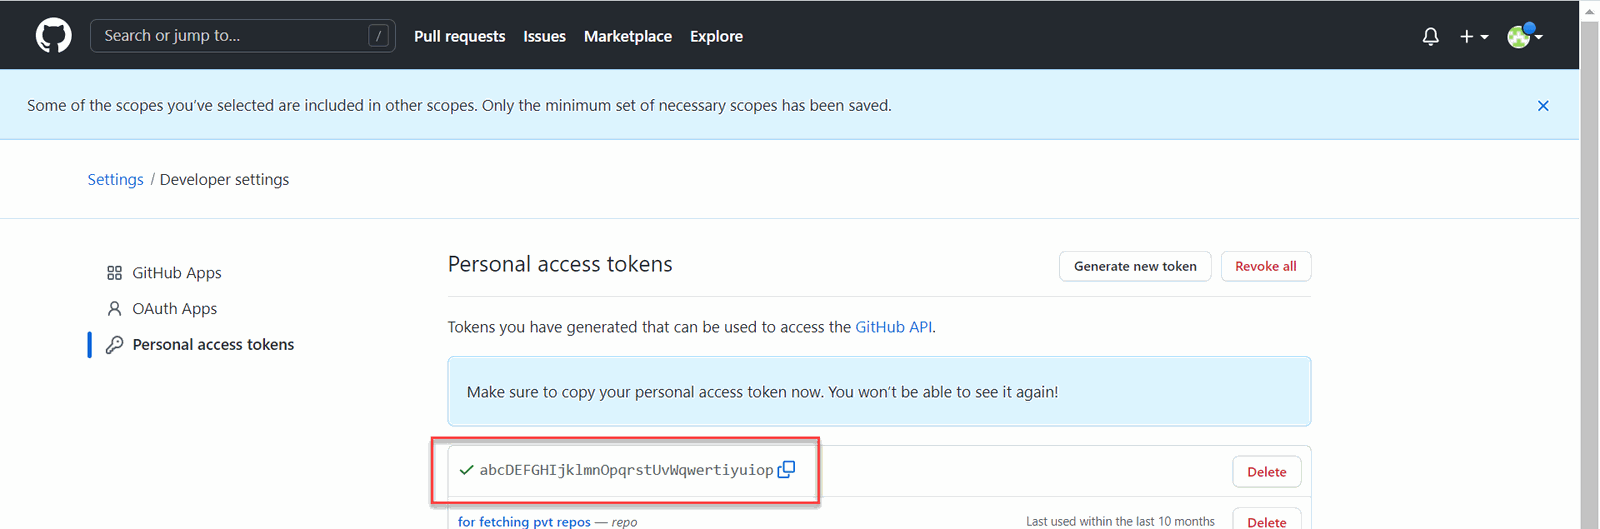 Search or jump to... / Pull requests Issues Marketplace Explore
Some of the scopes you've selected are included in other scopes. Only the minimum set of necessary scopes has been saved.
Settings / Developer settings
GitHub Apps
OAuth Apps
Personal access tokens
Personal access tokens
Generate new token Revoke all
Tokens you have generated that can be used to access the GitHub API.
Make sure to copy your personal access token now. You won't be able to see it again!
abcDEFGHIjklmnOpqrstUvWqwertiyuiop Delete
for fetching pvt repos — repo Last used within the last 10 months Delete